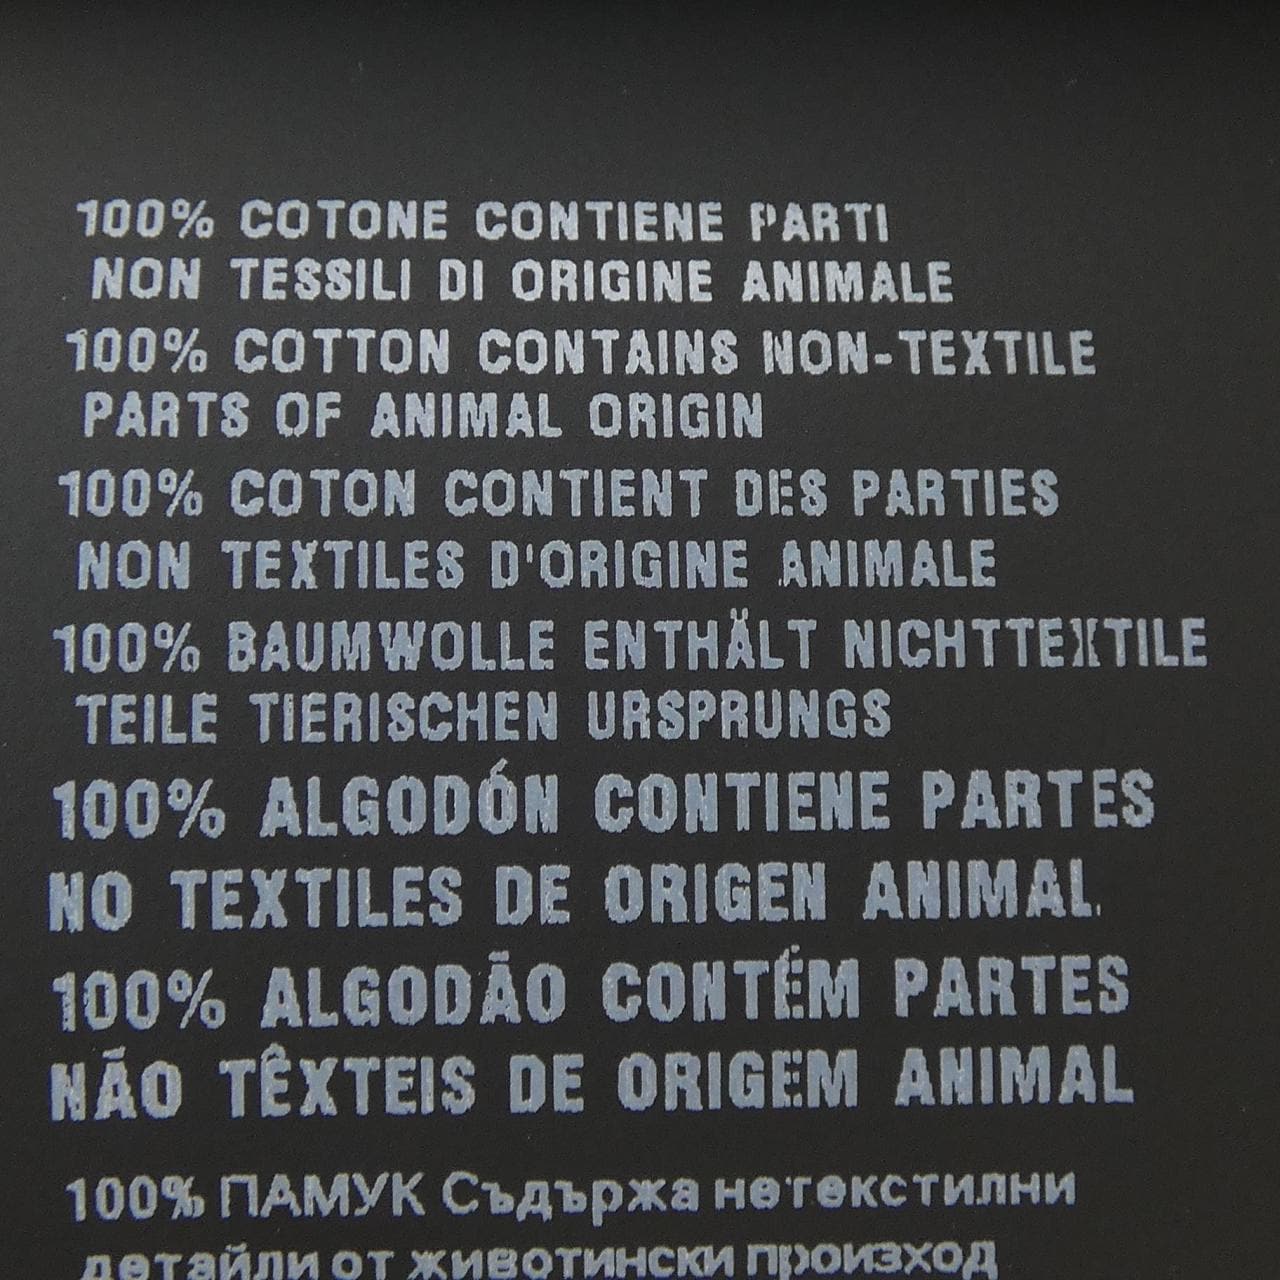 100% COTONE CONTIENE PARTI
NON TESSILI DI ORIGINE ANIMALE
100% COTTON CONTAINS NON-TEXTILE
PARTS OF ANIMAL ORIGIN
100% COTON CONTIENT DES PARTIES
NON TEXTILES D'ORIGINE ANIMALE
100% BAUMWOLLE ENTHÄLT NICHTTEXTILE
TEILE TIERISCHEN URSPRUNGS
100% ALGODÓN CONTIENE PARTES
NO TEXTILES DE ORIGEN ANIMAL.
100% ALGODÃO CONTÉM PARTES
NÃO TÊXTEIS DE ORIGEM ANIMAL
100% ПАМУК Съдържа нетекстилни
детайли от животински произход